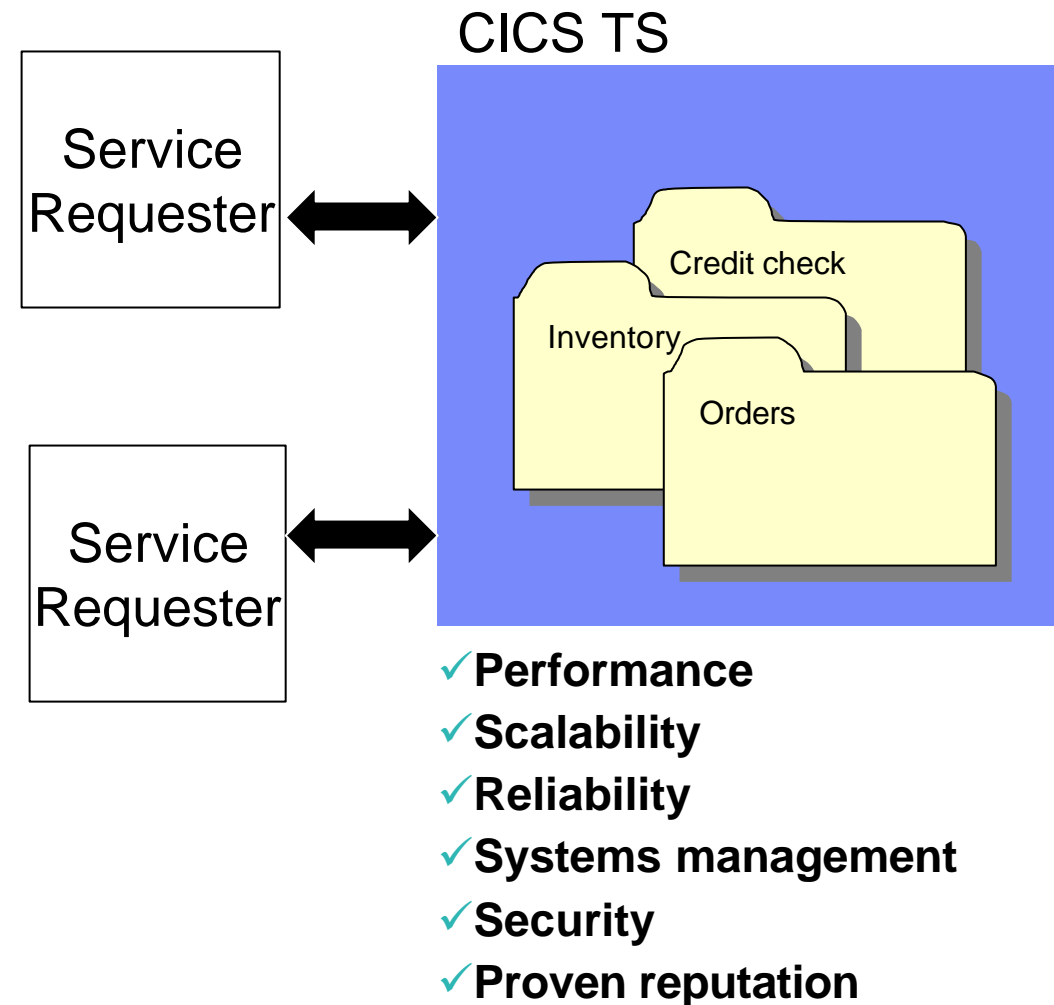 CICS TS
Service
Requester
Credit check
Inventory
Orders
Service
Requester
✓Performance
✓Scalability
✓Reliability
✓Systems management
✓Security
✓Proven reputation